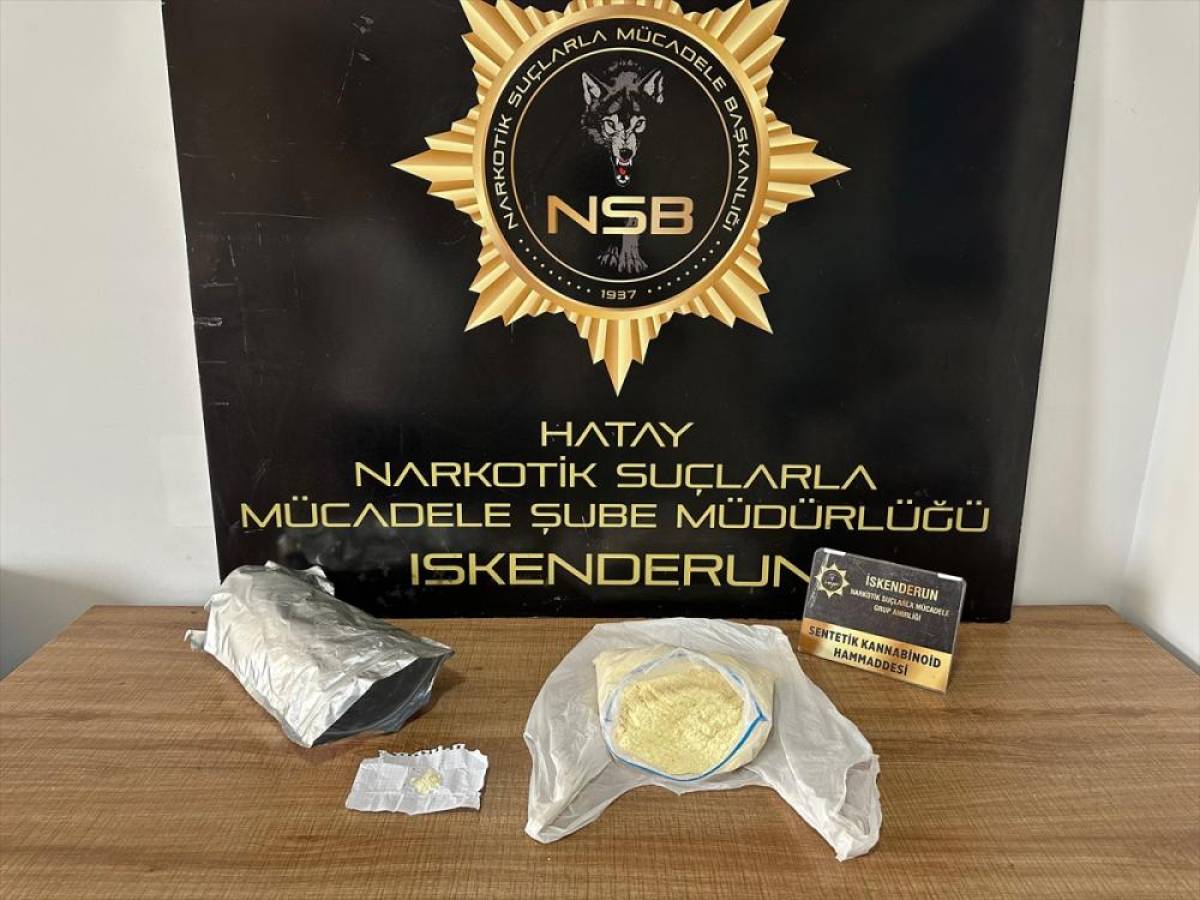 NARKOTİK SUÇLARLA MÜCADELE BAŞKANLIĞI
NSB
1937
HATAY
NARKOTİK SUÇLARLA
MÜCADELE ŞUBE MÜDÜRLÜĞÜ
ISKENDERUN
İSKENDERUN
NARKOTİK SUÇLARLA MÜCADELE
GRUP AMİRLİĞİ
SENTETİK KANNABİNOİD
HAMMADDESİ